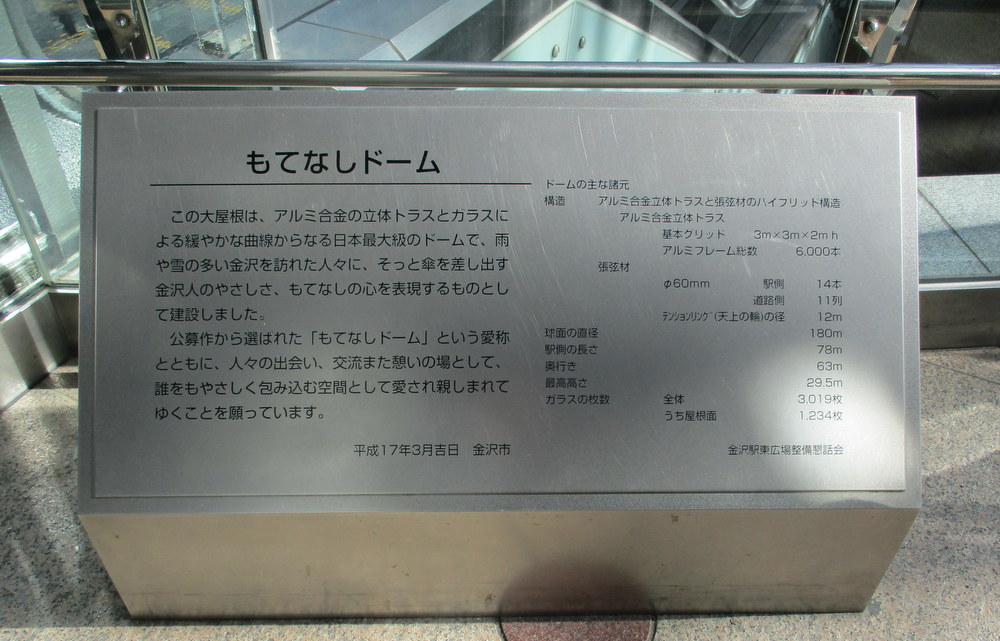 もてなしドーム
この大屋根は、アルミ合金の立体トラスとガラスに
よる緩やかな曲線からなる日本最大級のドームで、雨
や雪の多い金沢を訪れた人々に、そっと傘を差し出す
金沢人のやさしさ、もてなしの心を表現するものとし
て建設しました。
公募作から選ばれた「もてなしドーム」という愛称
とともに、人々の出会い、交流また憩いの場として、
誰をもやさしく包み込む空間として愛され親しまれて
ゆくことを願っています。
平成17年3月吉日 金沢市
ドームの主な諸元
構造 アルミ合金立体トラスと張弦材のハイフリット構造
アルミ合金立体トラス
基本グリッド 3m×3m×2mh
アルミフレーム総数 6,000本
張弦材
φ60mm 駅側 14本
道路側 11列
テンションリング(天上の輪)の径 12m
球面の直径 180m
駅側の長さ 78m
奥行き 63m
最高高さ 29.5m
ガラスの枚数 全体 3,019枚
うち屋根面 1,234枚
金沢駅東広場整備懇話会